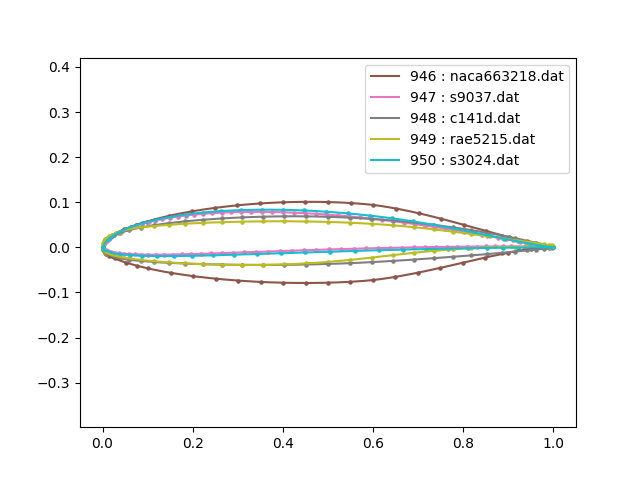 0.4
0.3
0.2
0.1
0.0
−0.1
−0.2
−0.3
0.0 0.2 0.4 0.6 0.8 1.0
946 : naca663218.dat
947 : s9037.dat
948 : c141d.dat
949 : rae5215.dat
950 : s3024.dat